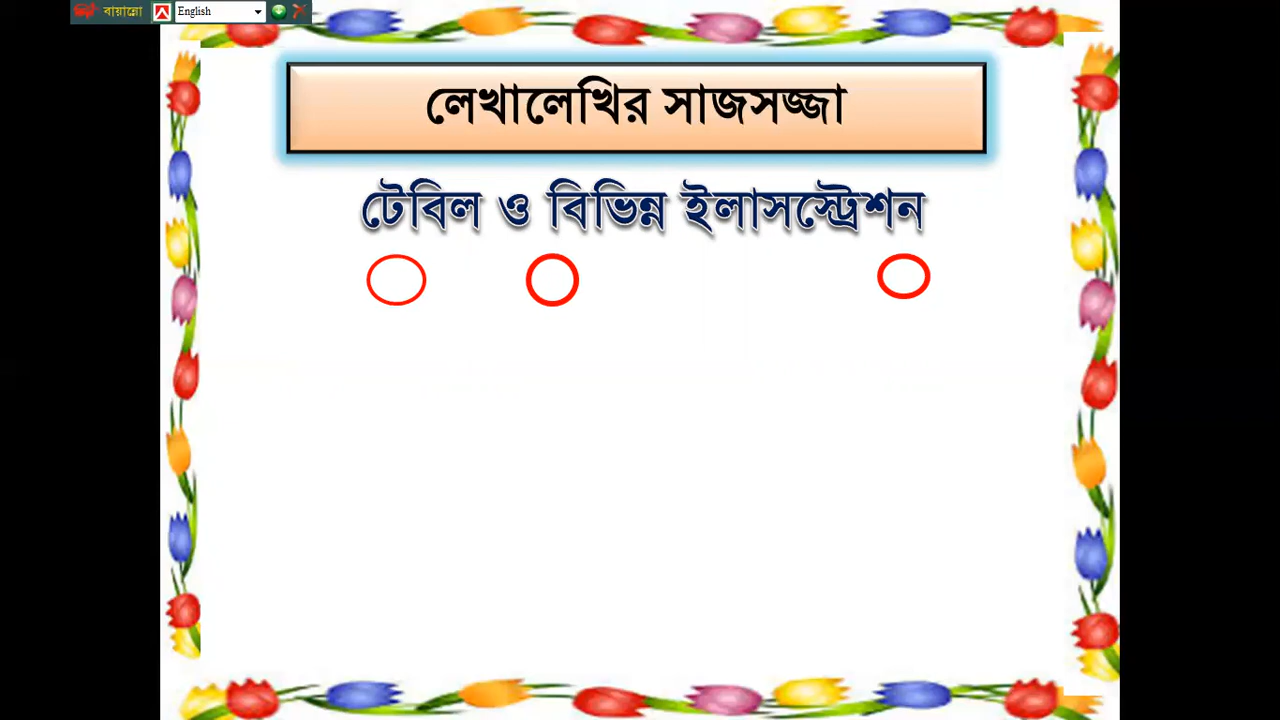 বায়ান্নো English
লেখালেখির সাজসজ্জা
টেবিল ও বিভিন্ন ইলাসস্ট্রেশন